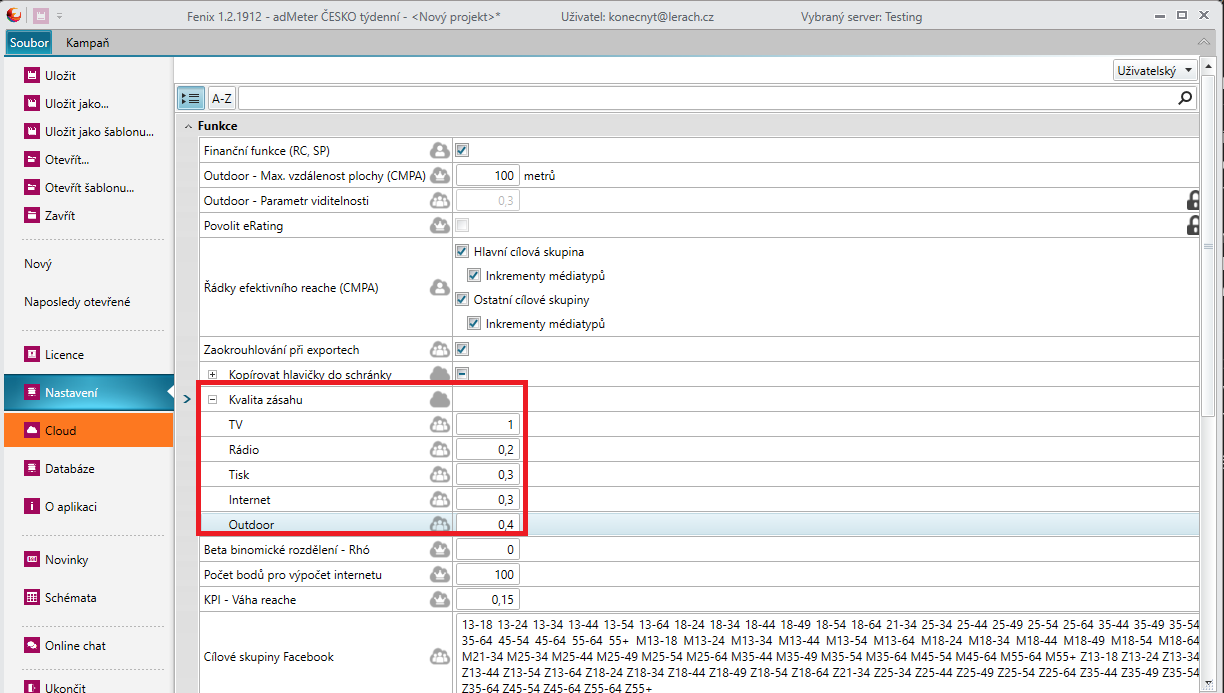 Fenix 1.2.1912 - adMeter ČESKO týdenní - <Nový projekt>*
Uživatel: konecnyt@lerach.cz
Vybraný server: Testing
Soubor
Kampaň
Uložit
Uložit jako...
Uložit jako šablonu...
Otevřít...
Otevřít šablonu...
Zavřít
Nový
Naposledy otevřené
Licence
Nastavení
Cloud
Databáze
O aplikaci
Novinky
Schémata
Online chat
Ukončit
Uživatelský
A-Z
Funkce
Finanční funkce (RC, SP)
Outdoor - Max. vzdálenost plochy (CMPA) 100 metrů
Outdoor - Parametr viditelnosti 0,3
Povolit eRating
Řádky efektivního reache (CMPA)
Hlavní cílová skupina
Inkrementy médiatypů
Ostatní cílové skupiny
Inkrementy médiatypů
Zaokrouhlování při exportech
Kopírovat hlavičky do schránky
Kvalita zásahu
TV 1
Rádio 0,2
Tisk 0,3
Internet 0,3
Outdoor 0,4
Beta binomické rozdělení - Rhó 0
Počet bodů pro výpočet internetu 100
KPI - Váha reache 0,15
Cílové skupiny Facebook
13-18 13-24 13-34 13-44 13-54 13-64 18-24 18-34 18-44 18-49 18-54 18-64 21-34 25-34 25-44 25-49 25-54 25-64 35-44 35-49 35-54
35-64 45-54 45-64 55-64 55+ M13-18 M13-24 M13-34 M13-44 M13-54 M13-64 M18-24 M18-34 M18-44 M18-49 M18-54 M18-64
M21-34 M25-34 M25-44 M25-49 M25-54 M25-64 M35-44 M35-49 M35-54 M35-64 M45-54 M45-64 M55-64 M55+ Z13-18 Z13-24 Z13-34
Z13-44 Z13-54 Z13-64 Z18-24 Z18-34 Z18-44 Z18-49 Z18-54 Z18-64 Z21-34 Z25-34 Z25-44 Z25-49 Z25-54 Z25-64 Z35-44 Z35-49 Z35-54
Z35-64 Z45-54 Z45-64 Z55-64 Z55+